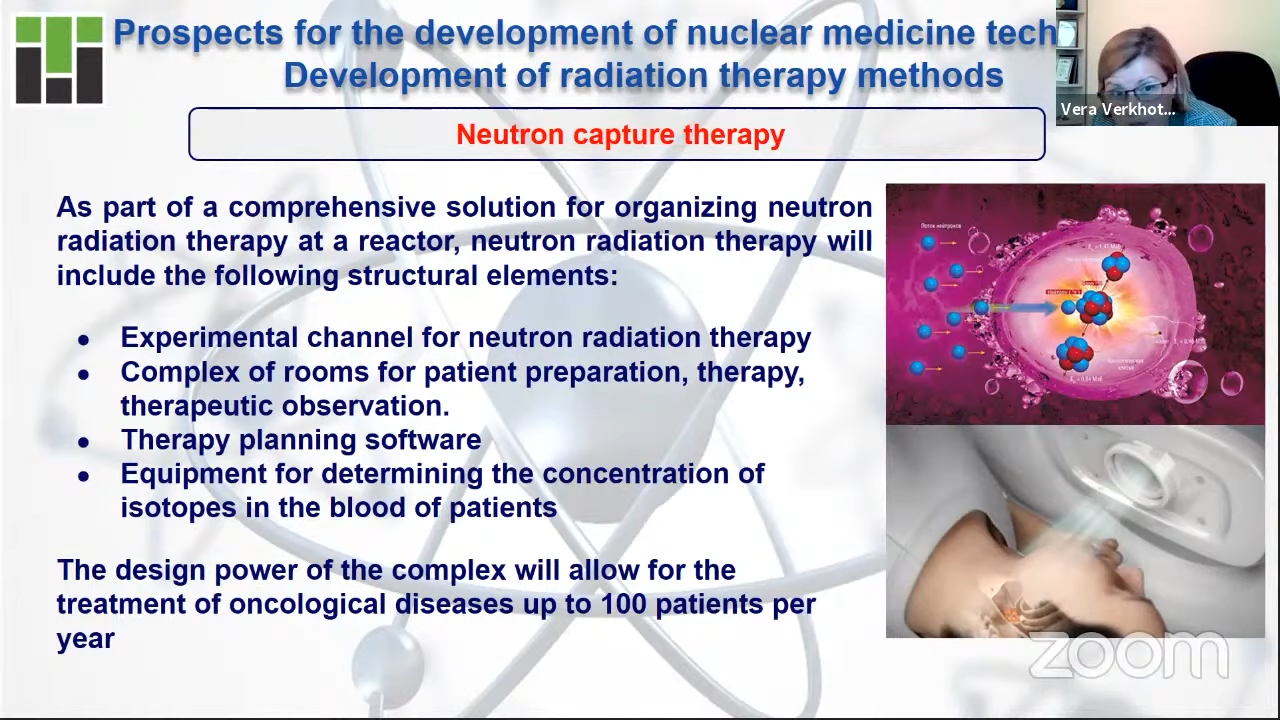 Prospects for the development of nuclear medicine tech
Development of radiation therapy methods
Vera Verkhot...
Neutron capture therapy
As part of a comprehensive solution for organizing neutron
radiation therapy at a reactor, neutron radiation therapy will
include the following structural elements:
● Experimental channel for neutron radiation therapy
● Complex of rooms for patient preparation, therapy,
therapeutic observation.
● Therapy planning software
● Equipment for determining the concentration of
isotopes in the blood of patients
The design power of the complex will allow for the
treatment of oncological diseases up to 100 patients per
year
Поток нейтронов
zoom